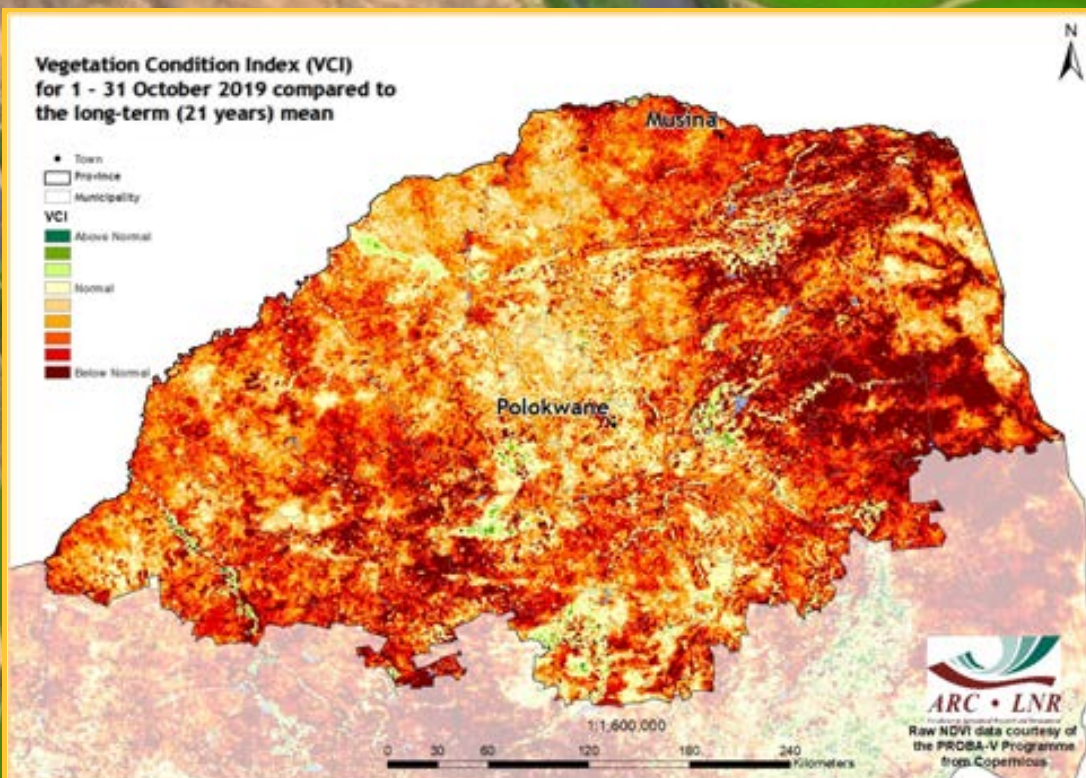 Vegetation Condition Index (VCI)
for 1 - 31 October 2019 compared to
the long-term (21 years) mean
N
Town
Province
Municipality
VCI
Above Normal
Normal
Below Normal
Musina
Polokwane
1:1,600,000
0 30 60 120 180 240
Kilometers
ARC • LNR
Raw NDVI data courtesy of
the PROBA-V Programme
from Copernicus